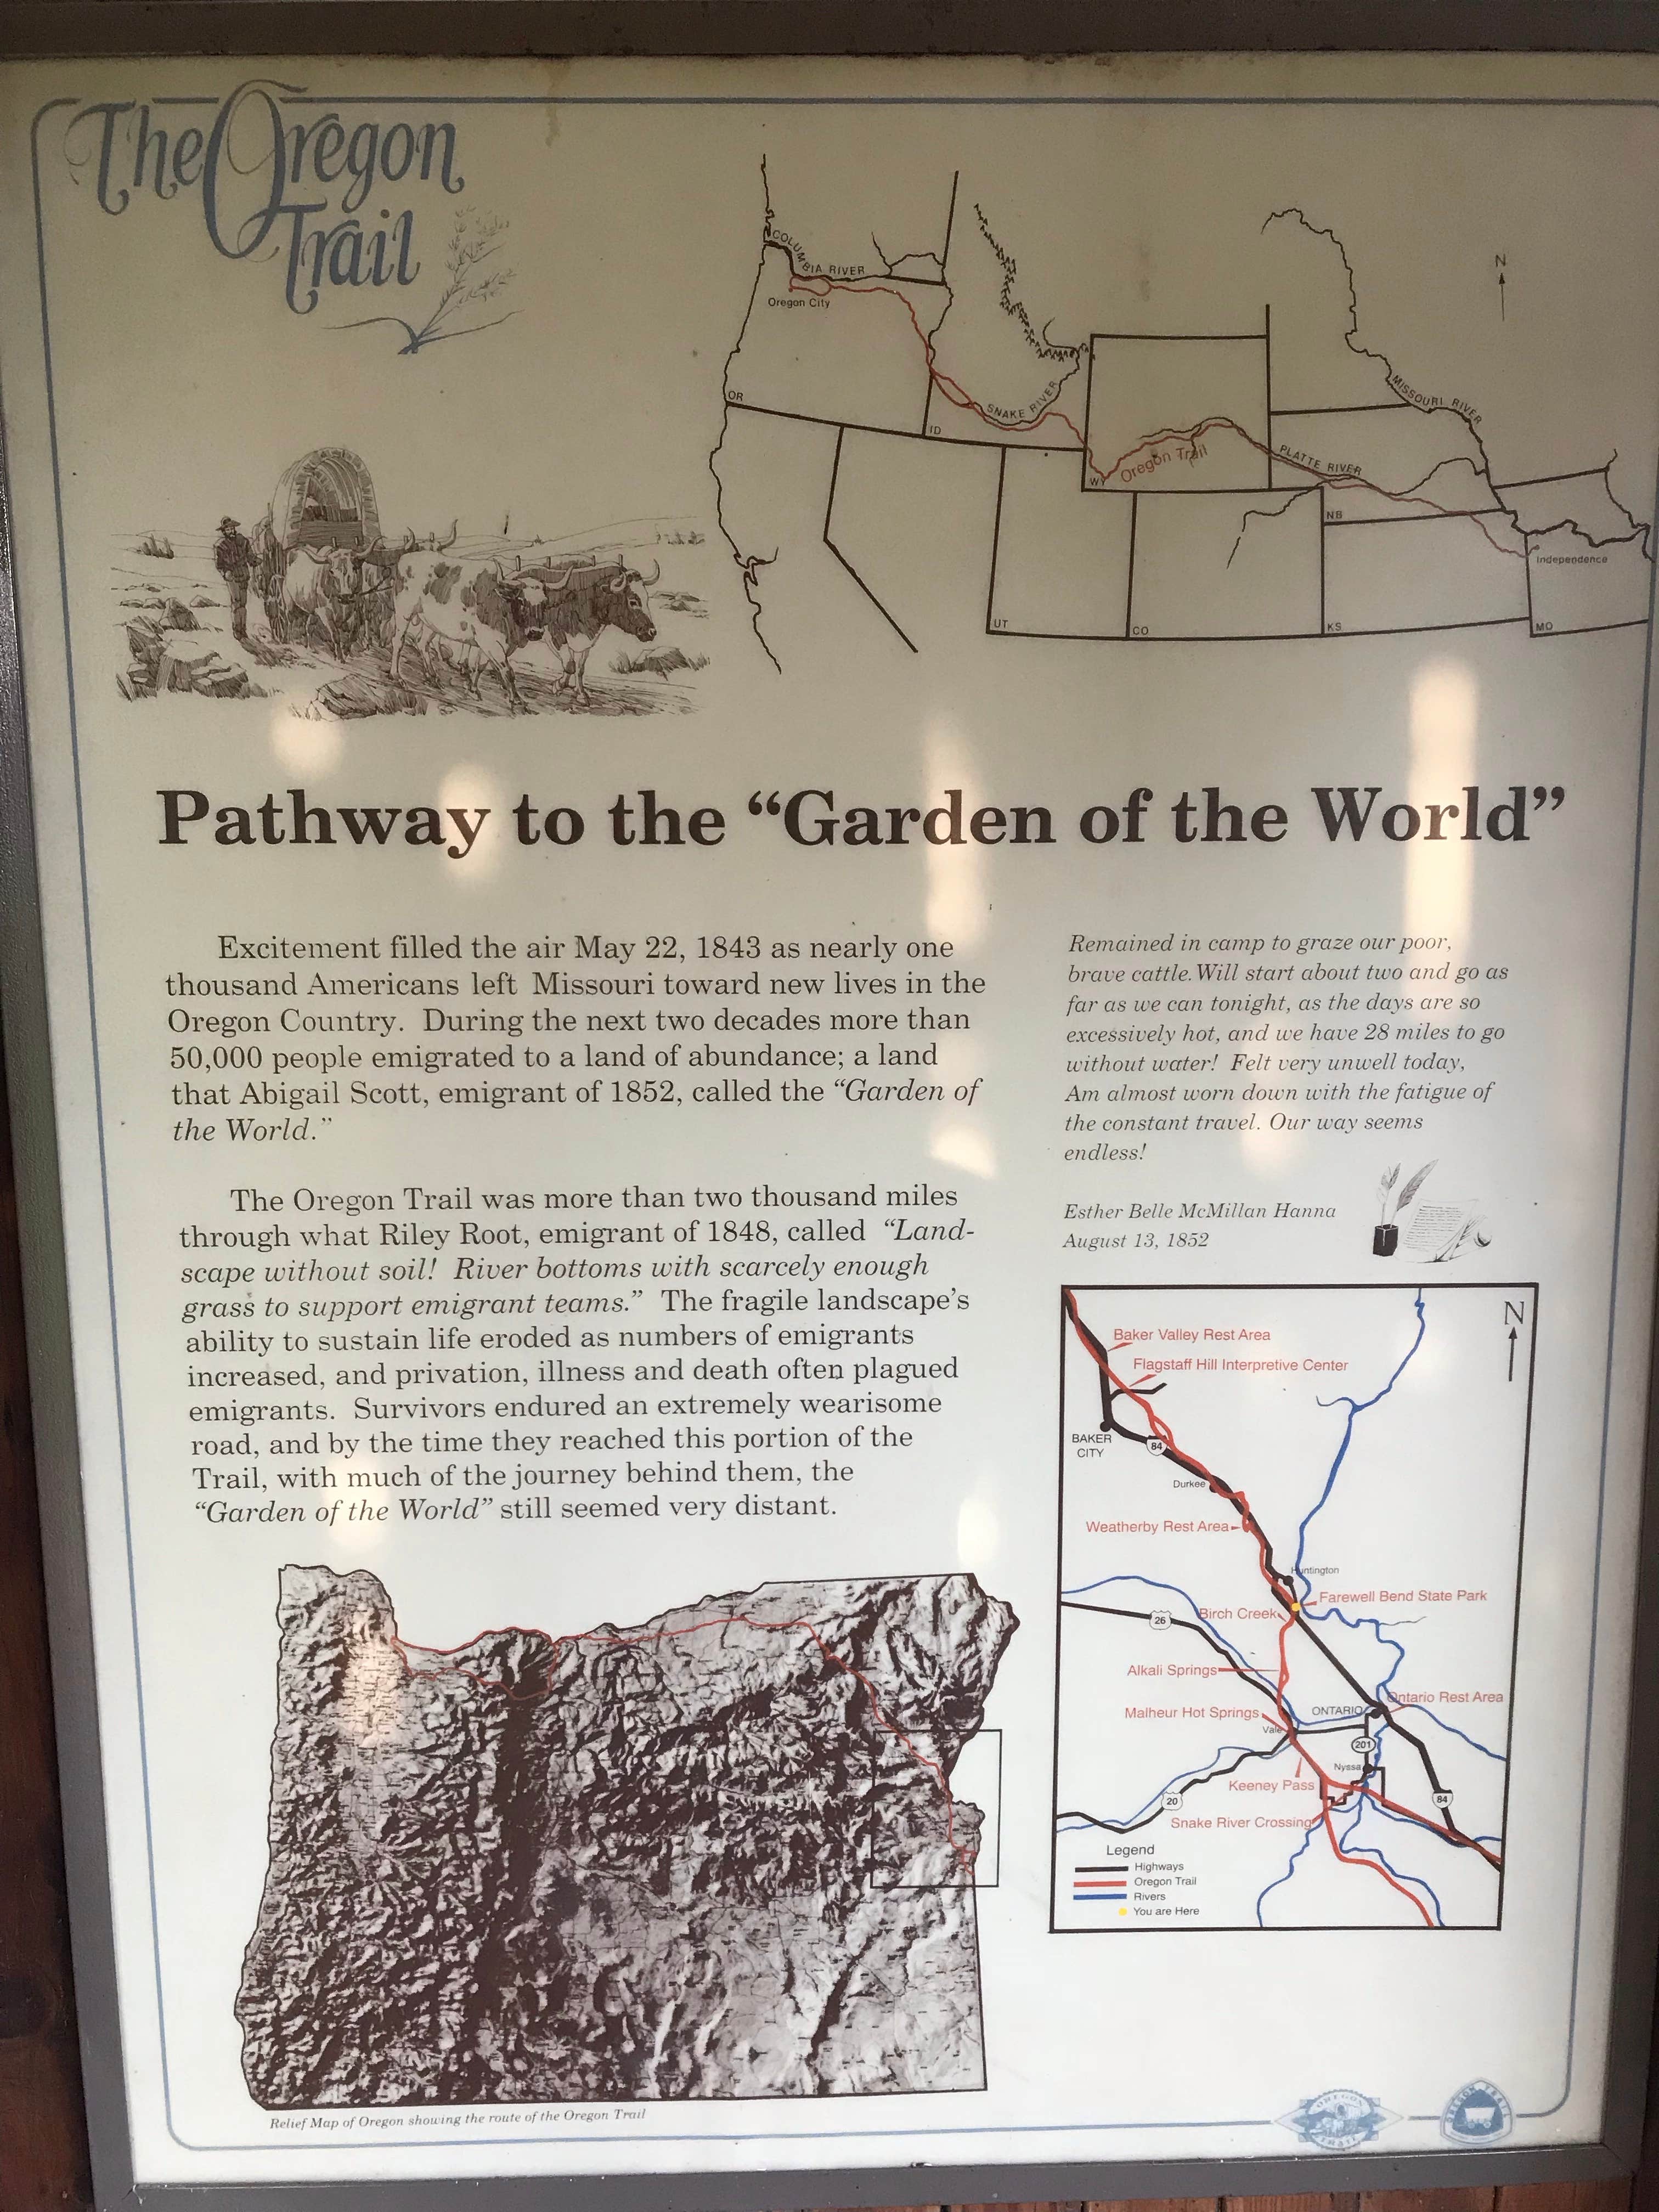 The Oregon
Trail
COLUMBIA RIVER
Oregon City
N
OR
ID
SNAKE RIVER
MISSOURI RIVER
WY
Oregon Trail
PLATTE RIVER
NB
Independence
UT
CO
KS
MO
Pathway to the “Garden of the World”
Excitement filled the air May 22, 1843 as nearly one
thousand Americans left Missouri toward new lives in the
Oregon Country. During the next two decades more than
50,000 people emigrated to a land of abundance; a land
that Abigail Scott, emigrant of 1852, called the “Garden of
the World.”
The Oregon Trail was more than two thousand miles
through what Riley Root, emigrant of 1848, called “Land-
scape without soil! River bottoms with scarcely enough
grass to support emigrant teams.” The fragile landscape’s
ability to sustain life eroded as numbers of emigrants
increased, and privation, illness and death often plagued
emigrants. Survivors endured an extremely wearisome
road, and by the time they reached this portion of the
Trail, with much of the journey behind them, the
“Garden of the World” still seemed very distant.
Remained in camp to graze our poor,
brave cattle. Will start about two and go as
far as we can tonight, as the days are so
excessively hot, and we have 28 miles to go
without water! Felt very unwell today,
Am almost worn down with the fatigue of
the constant travel. Our way seems
endless!
Esther Belle McMillan Hanna
August 13, 1852
N
Baker Valley Rest Area
Flagstaff Hill Interpretive Center
BAKER
CITY
84
Durkee
Weatherby Rest Area
Huntington
Farewell Bend State Park
Birch Creek
26
Alkali Springs
Ontario Rest Area
Malheur Hot Springs
ONTARIO
Vale
201
Nyssa
Keeney Pass
20
84
Snake River Crossing
Legend
Highways
Oregon Trail
Rivers
You are Here
Relief Map of Oregon showing the route of the Oregon Trail
OREGON
TRAIL
OREGON TRAIL